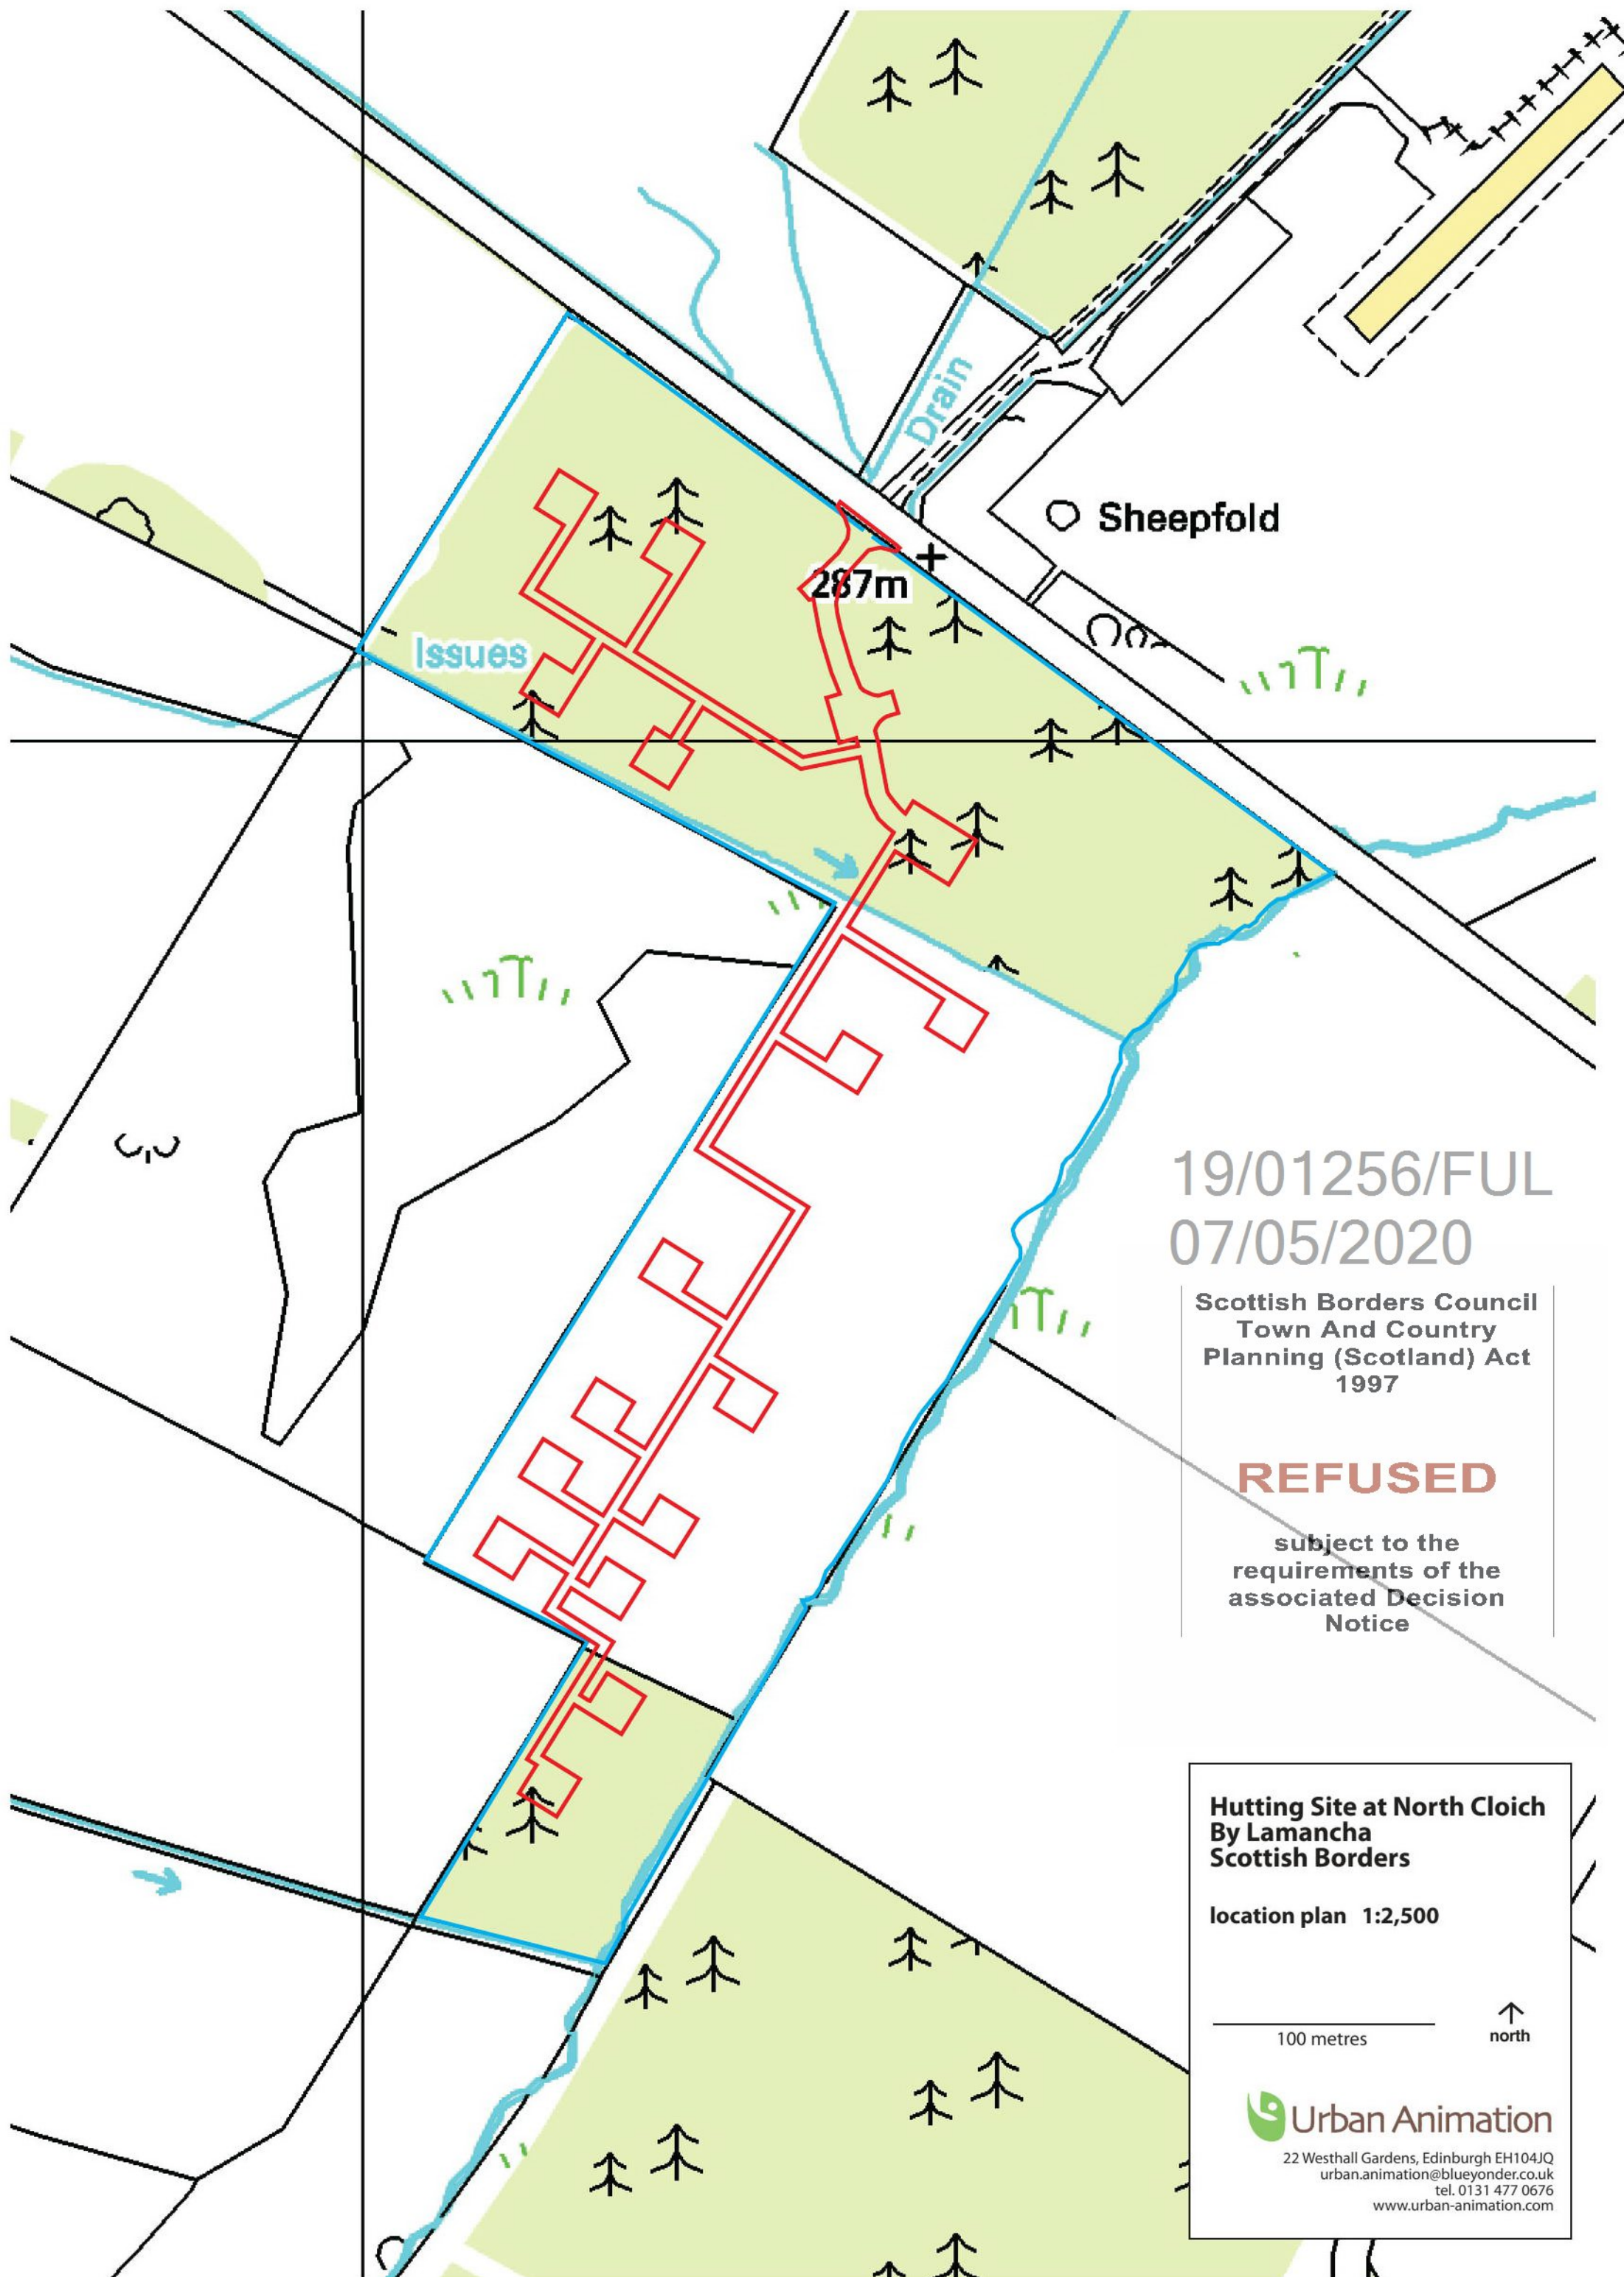 Drain
Sheepfold
287m
Issues
19/01256/FUL
07/05/2020
Scottish Borders Council
Town And Country
Planning (Scotland) Act
1997
REFUSED
subject to the
requirements of the
associated Decision
Notice
Hutting Site at North Cloich
By Lamancha
Scottish Borders
location plan 1:2,500
100 metres
north
Urban Animation
22 Westhall Gardens, Edinburgh EH104JQ
urban.animation@blueyonder.co.uk
tel. 0131 477 0676
www.urban-animation.com